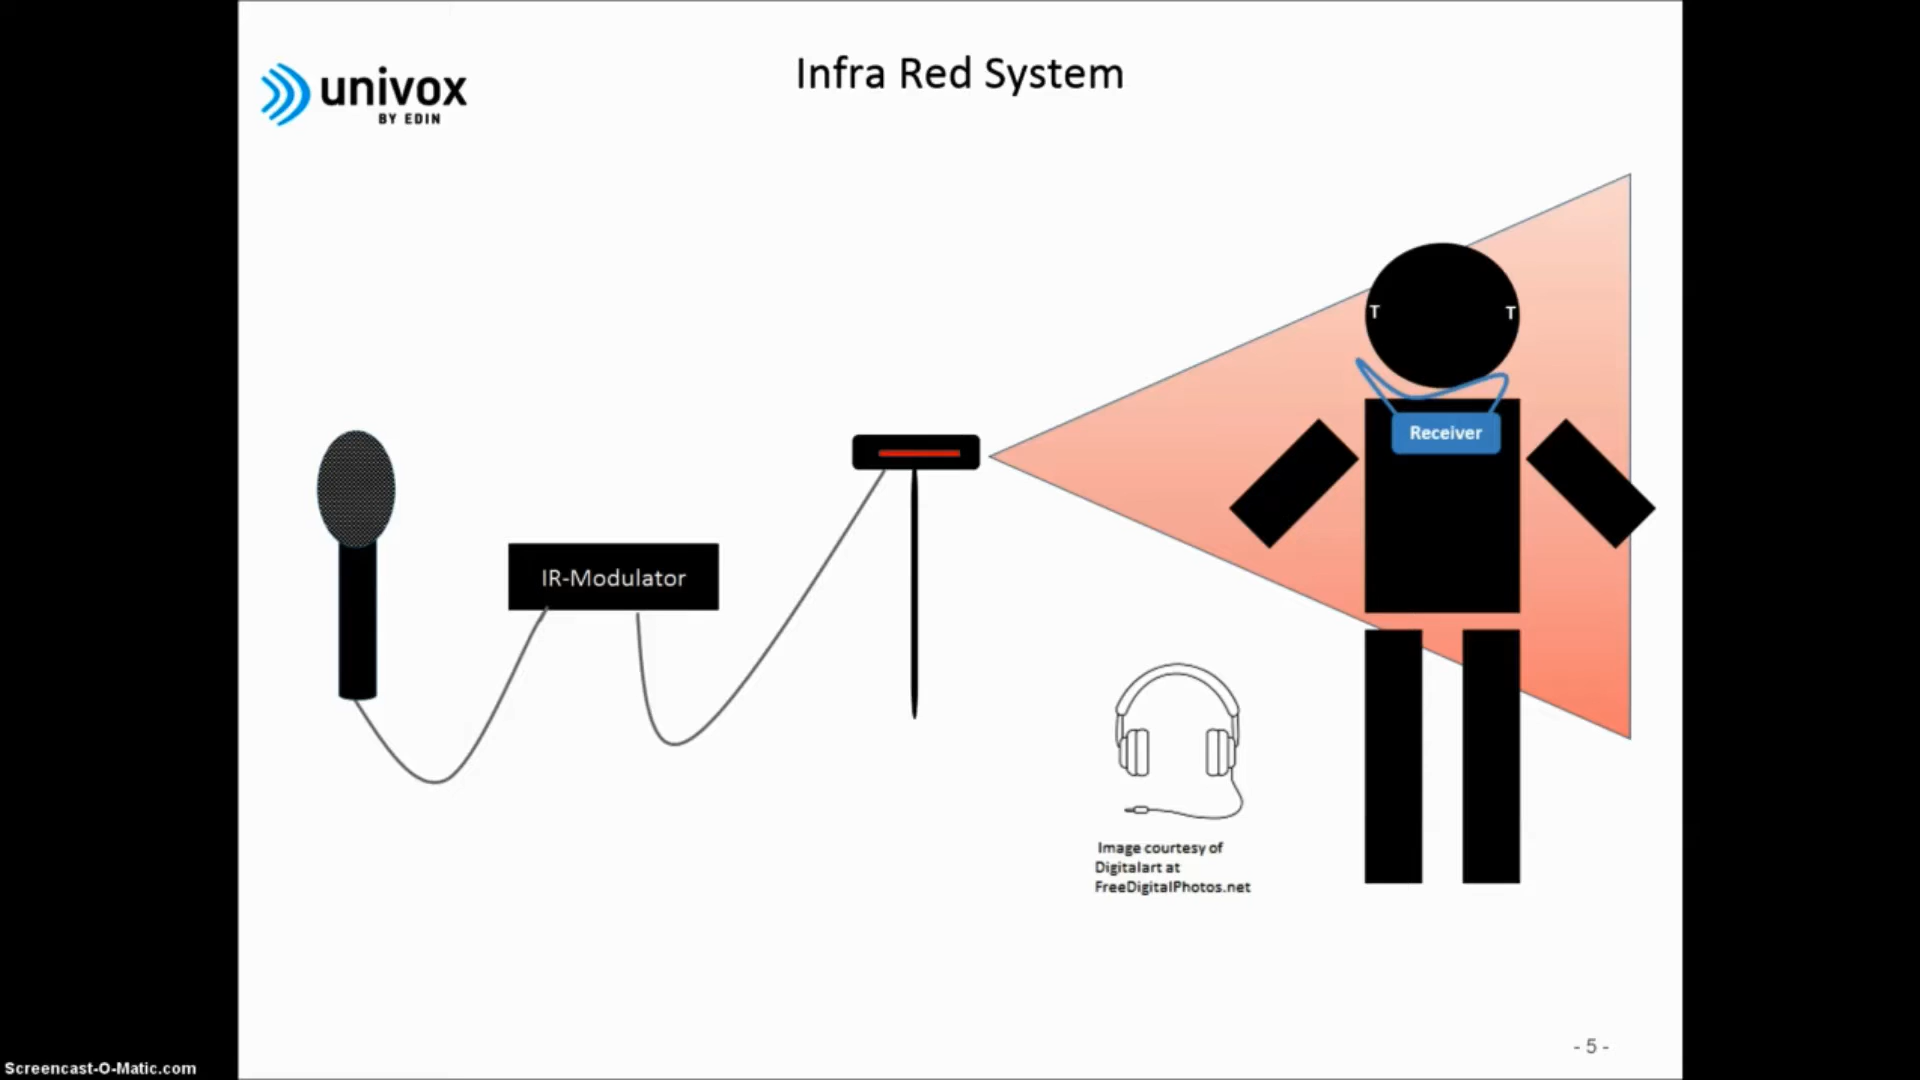 Infra Red System
univox
BY EDIN
T T
Receiver
IR-Modulator
Image courtesy of
Digitalart at
FreeDigitalPhotos.net
- 5 -
Screencast-O-Matic.com